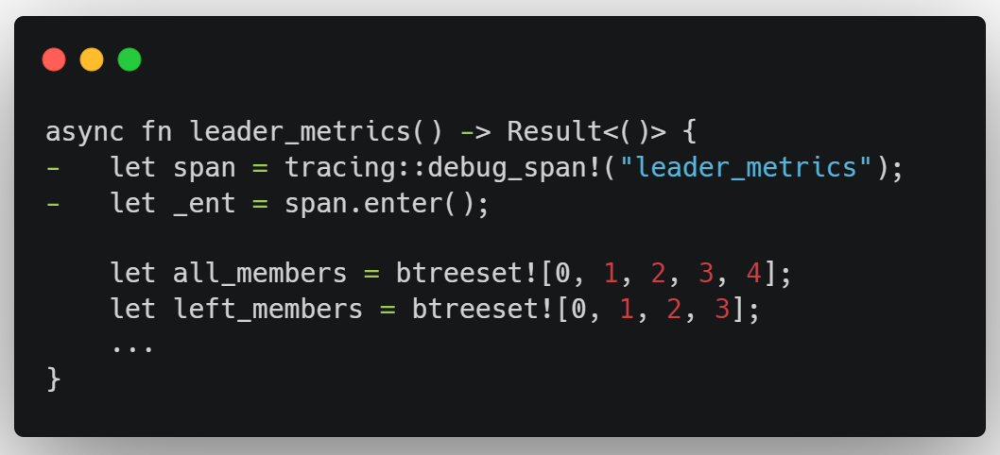 async fn leader_metrics() -> Result<()> {
-   let span = tracing::debug_span!("leader_metrics");
-   let _ent = span.enter();

    let all_members = btreeset![0, 1, 2, 3, 4];
    let left_members = btreeset![0, 1, 2, 3];
    ...
}